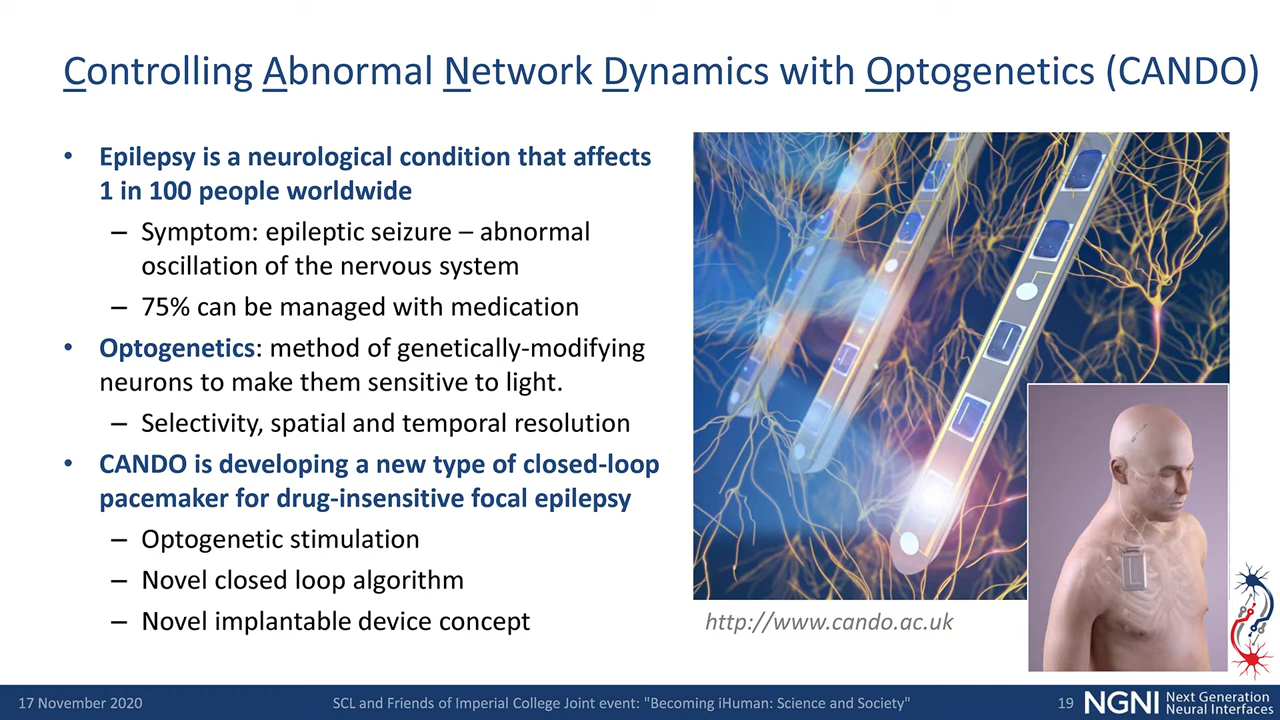 Controlling Abnormal Network Dynamics with Optogenetics (CANDO)
• Epilepsy is a neurological condition that affects
1 in 100 people worldwide
– Symptom: epileptic seizure – abnormal
oscillation of the nervous system
– 75% can be managed with medication
• Optogenetics: method of genetically-modifying
neurons to make them sensitive to light.
– Selectivity, spatial and temporal resolution
• CANDO is developing a new type of closed-loop
pacemaker for drug-insensitive focal epilepsy
– Optogenetic stimulation
– Novel closed loop algorithm
– Novel implantable device concept
http://www.cando.ac.uk
17 November 2020
SCL and Friends of Imperial College Joint event: "Becoming iHuman: Science and Society"
19
NGNI
Next Generation
Neural Interfaces